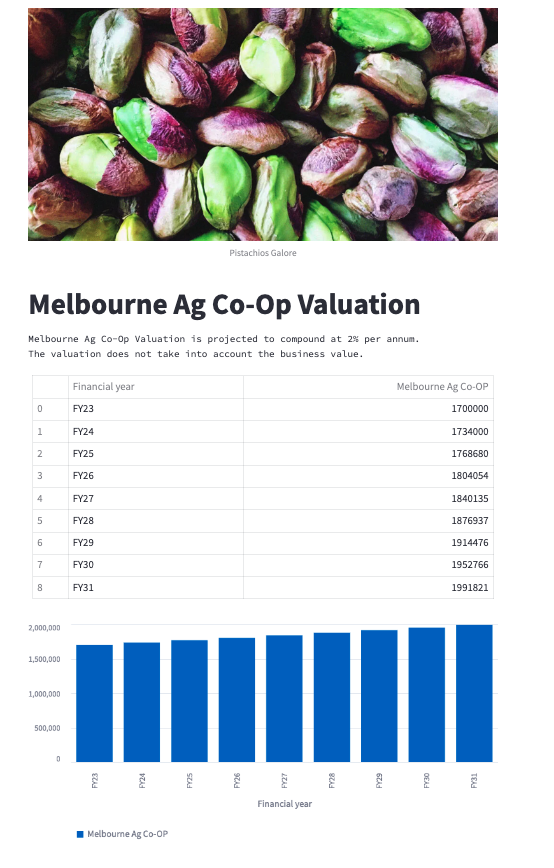 Pistachios Galore
Melbourne Ag Co-Op Valuation
Melbourne Ag Co-Op Valuation is projected to compound at 2% per annum.
The valuation does not take into account the business value.
Financial year Melbourne Ag Co-OP
0 FY23 1700000
1 FY24 1734000
2 FY25 1768680
3 FY26 1804054
4 FY27 1840135
5 FY28 1876937
6 FY29 1914476
7 FY30 1952766
8 FY31 1991821
2,000,000
1,500,000
1,000,000
500,000
0
FY23 FY24 FY25 FY26 FY27 FY28 FY29 FY30 FY31
Financial year
Melbourne Ag Co-OP